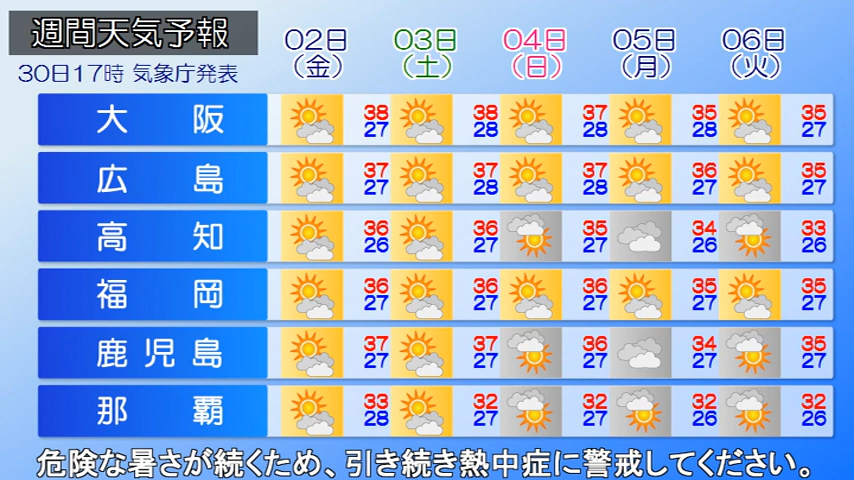 週間天気予報
30日17時 気象庁発表
02日 03日 04日 05日 06日
(金) (土) (日) (月) (火)
大阪 38 38 37 35 35
27 28 28 28 27
広島 37 37 37 36 35
27 28 28 27 27
高知 36 36 35 34 33
26 27 27 26 26
福岡 36 36 36 35 35
27 27 27 27 27
鹿児島 37 37 36 34 35
27 27 27 27 27
那覇 33 32 32 32 32
28 27 27 26 26
危険な暑さが続くため、引き続き熱中症に警戒してください。